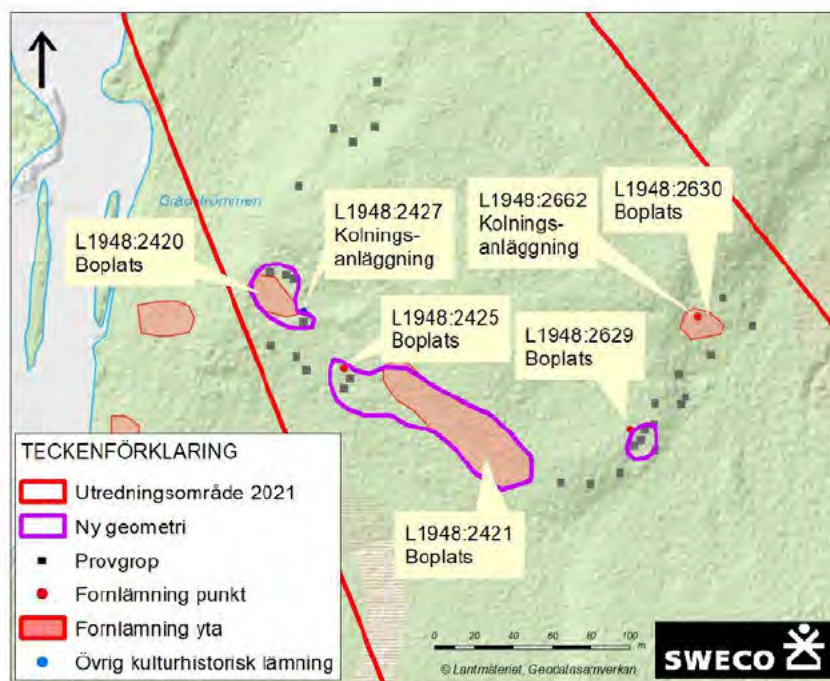 Grådströmmen
L1948:2420
Boplats
L1948:2427
Kolnings-
anläggning
L1948:2662
Kolnings-
anläggning
L1948:2630
Boplats
L1948:2425
Boplats
L1948:2629
Boplats
L1948:2421
Boplats
TECKENFÖRKLARING
Utredningsområde 2021
Ny geometri
Provgrop
Fornlämning punkt
Fornlämning yta
Övrig kulturhistorisk lämning
0 20 40 60 80 100
m
© Lantmäteriet, Geodatasamverkan
SWECO